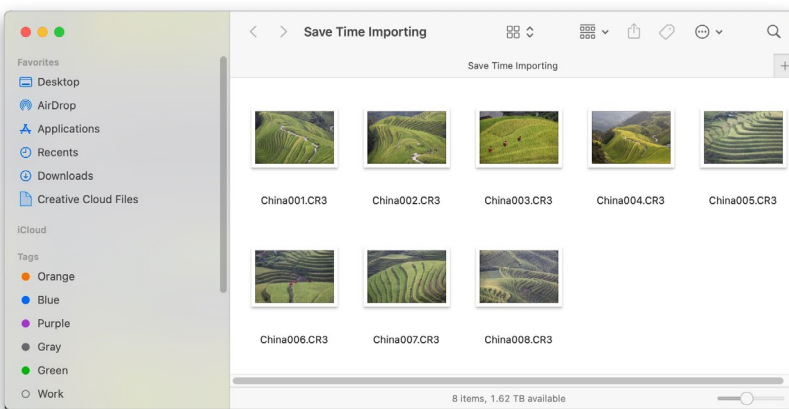 Save Time Importing
Save Time Importing
Favorites
Desktop
AirDrop
Applications
Recents
Downloads
Creative Cloud Files
iCloud
Tags
Orange
Blue
Purple
Gray
Green
Work
China001.CR3
China002.CR3
China003.CR3
China004.CR3
China005.CR3
China006.CR3
China007.CR3
China008.CR3
8 items, 1.62 TB available